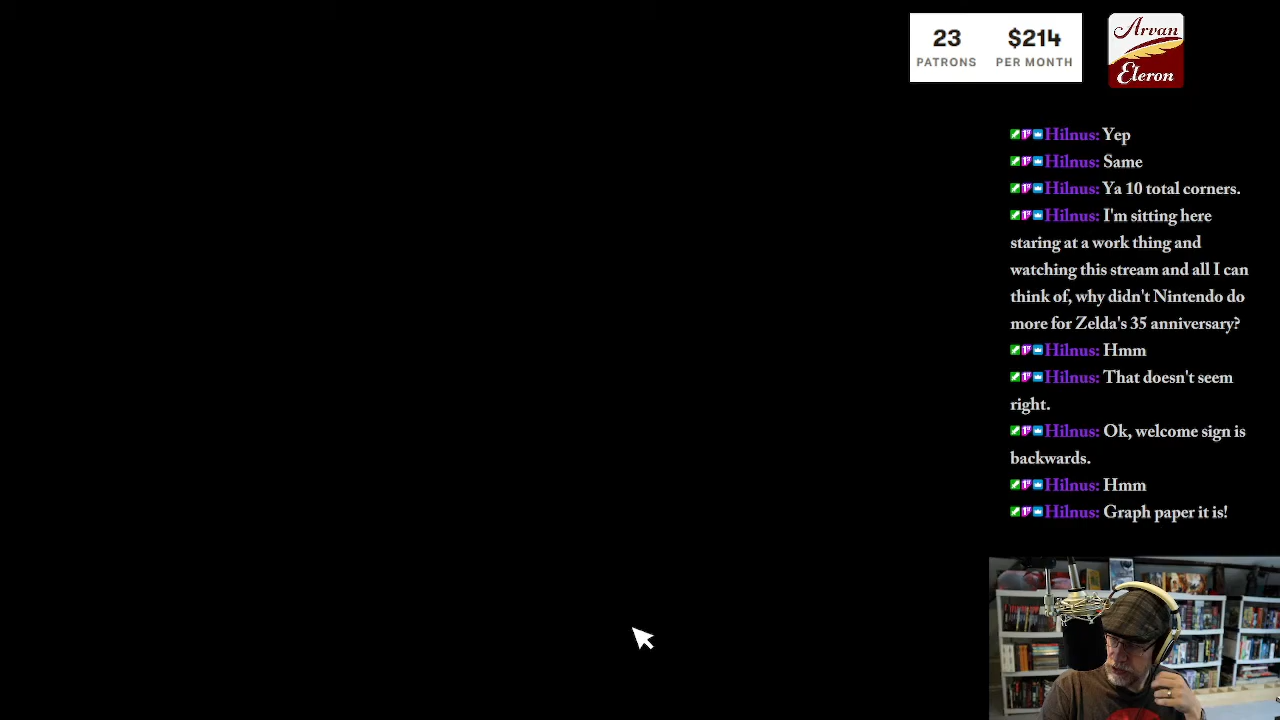 23
PATRONS
$214
PER MONTH
Arvan
Eleron
Hilnus: Yep
Hilnus: Same
Hilnus: Ya 10 total corners.
Hilnus: I'm sitting here
staring at a work thing and
watching this stream and all I can
think of, why didn't Nintendo do
more for Zelda's 35 anniversary?
Hilnus: Hmm
Hilnus: That doesn't seem
right.
Hilnus: Ok, welcome sign is
backwards.
Hilnus: Hmm
Hilnus: Graph paper it is!